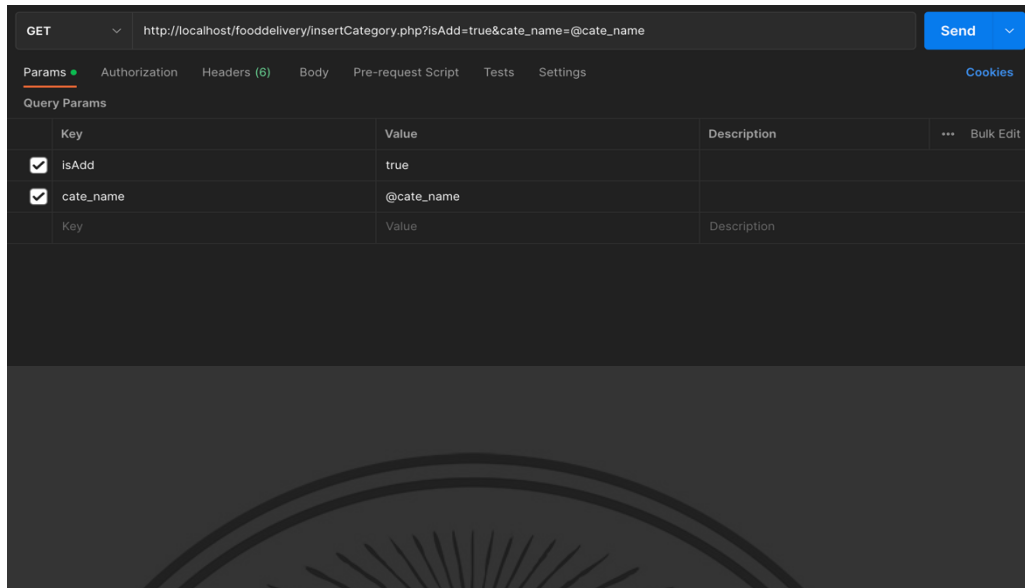 GET http://localhost/fooddelivery/insertCategory.php?isAdd=true&cate_name=@cate_name Send
Params Authorization Headers (6) Body Pre-request Script Tests Settings Cookies
Query Params
Key Value Description ••• Bulk Edit
isAdd true
cate_name @cate_name
Key Value Description